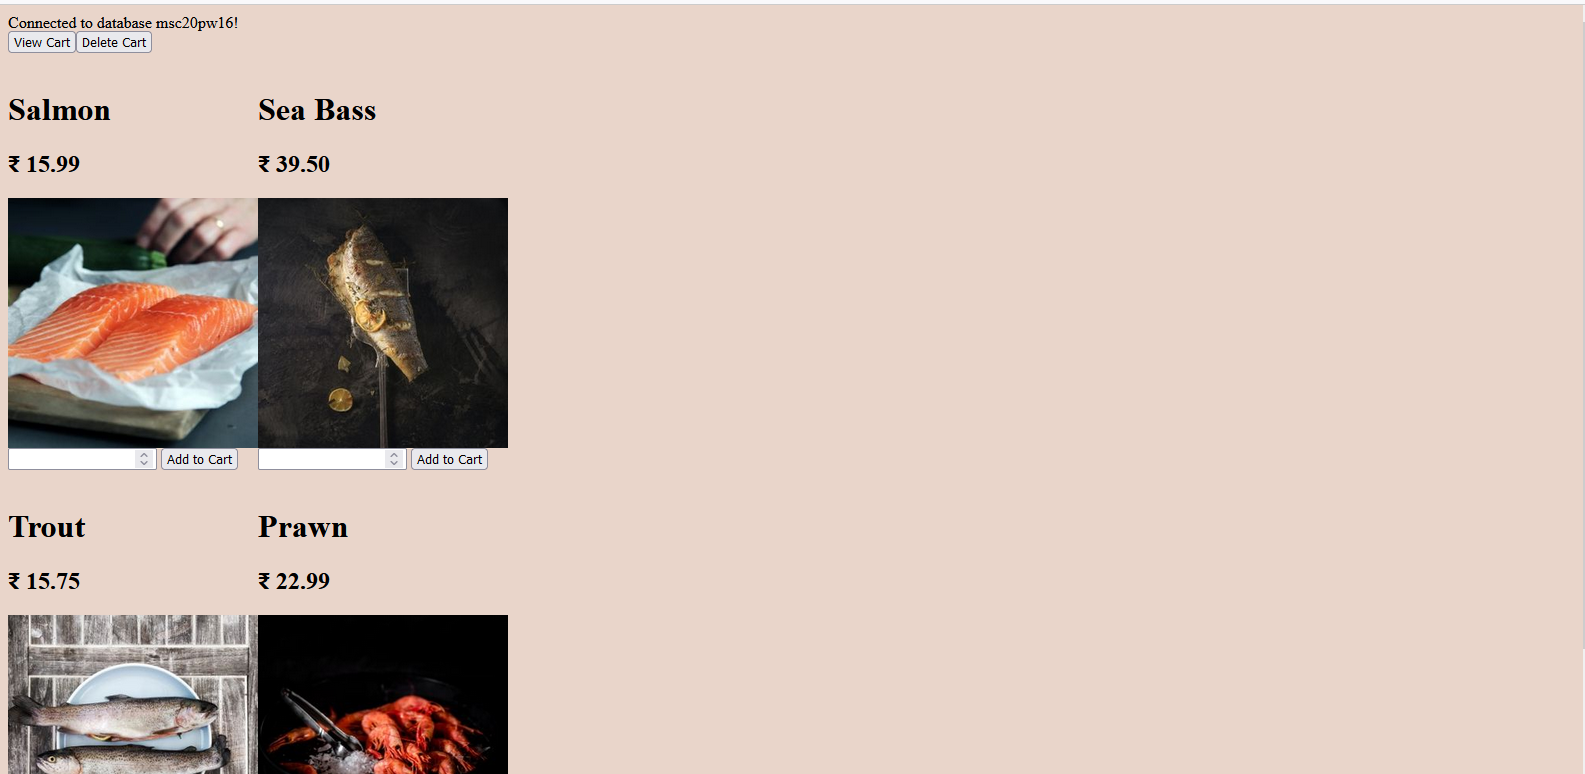 Connected to database msc20pw16!
View Cart Delete Cart
Salmon Sea Bass
₹ 15.99 ₹ 39.50
Add to Cart Add to Cart
Trout Prawn
₹ 15.75 ₹ 22.99